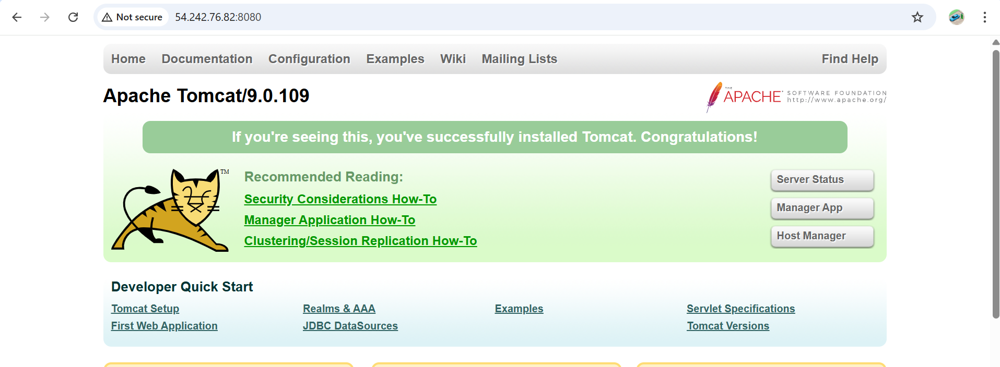 Not secure 54.242.76.82:8080
Home Documentation Configuration Examples Wiki Mailing Lists Find Help
Apache Tomcat/9.0.109
THE APACHE SOFTWARE FOUNDATION
http://www.apache.org/
If you're seeing this, you've successfully installed Tomcat. Congratulations!
TM
Recommended Reading:
Security Considerations How-To
Manager Application How-To
Clustering/Session Replication How-To
Server Status
Manager App
Host Manager
Developer Quick Start
Tomcat Setup Realms & AAA Examples Servlet Specifications
First Web Application JDBC DataSources Tomcat Versions